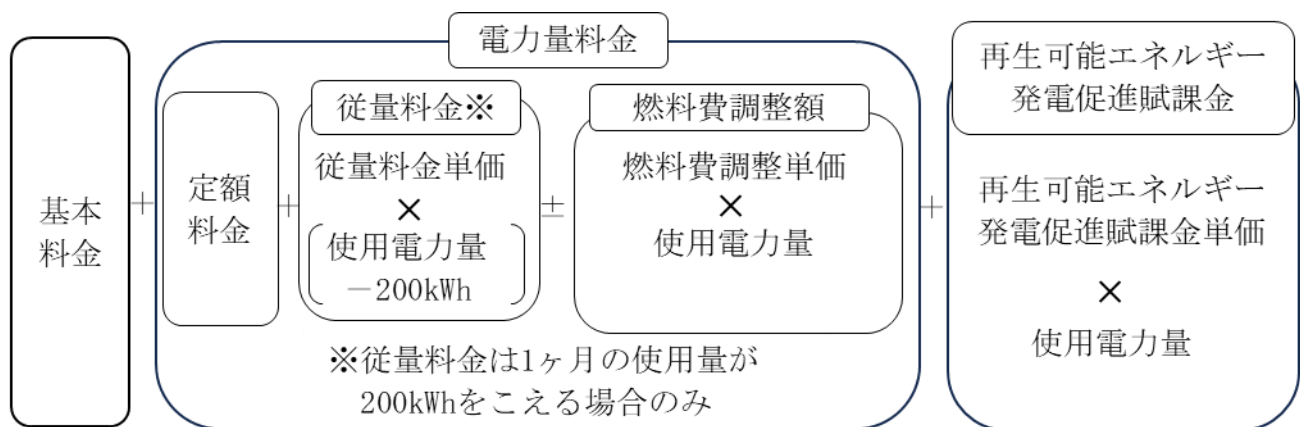 基本
料金
+
電力量料金
定額
料金
+
従量料金※
従量料金単価
×
使用電力量
－200kWh
±
燃料費調整額
燃料費調整単価
×
使用電力量
※従量料金は1ヶ月の使用量が
200kWhをこえる場合のみ
+
再生可能エネルギー
発電促進賦課金
再生可能エネルギー
発電促進賦課金単価
×
使用電力量